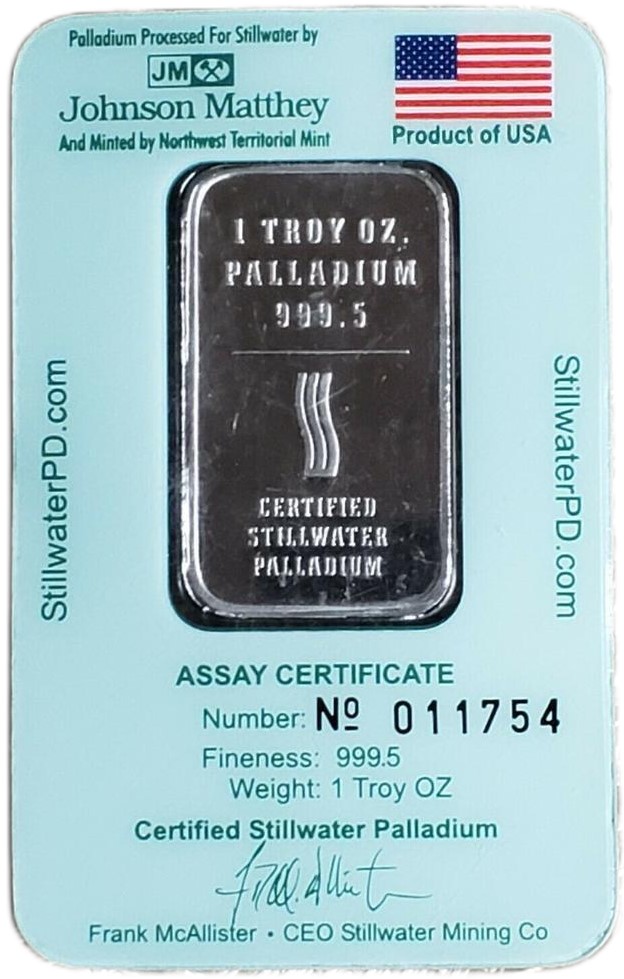 Palladium Processed For Stillwater by
JM
Johnson Matthey
And Minted by Northwest Territorial Mint
Product of USA
1 TROY OZ.
PALLADIUM
999.5
CERTIFIED
STILLWATER
PALLADIUM
StillwaterPD.com
StillwaterPD.com
ASSAY CERTIFICATE
Number: Nº 011754
Fineness: 999.5
Weight: 1 Troy OZ
Certified Stillwater Palladium
Frank McAllister • CEO Stillwater Mining Co